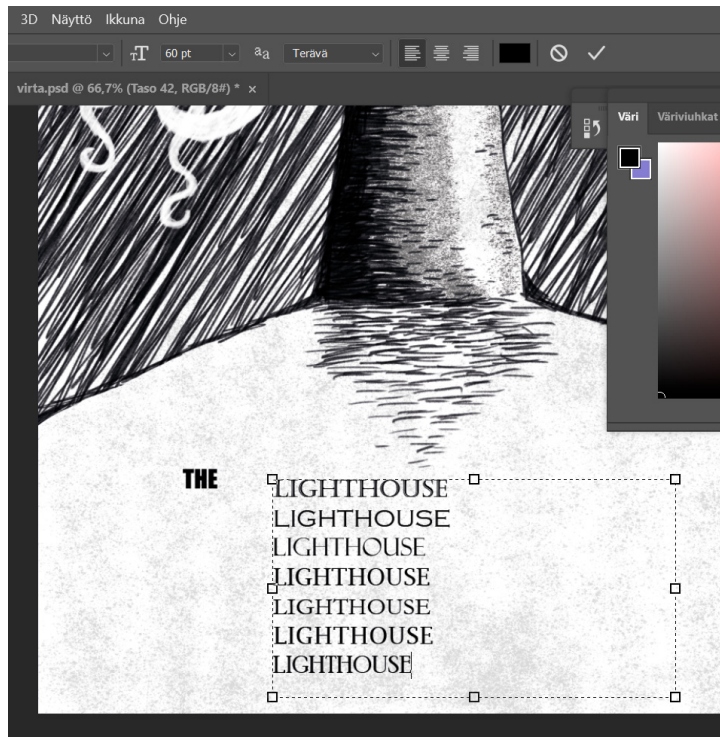 3D Näyttö Ikkuna Ohje
60 pt Terävä
virta.psd @ 66,7% (Taso 42, RGB/8#) * ×
Väri Väriviuhkat
THE
LIGHTHOUSE
LIGHTHOUSE
LIGHTHOUSE
LIGHTHOUSE
LIGHTHOUSE
LIGHTHOUSE
LIGHTHOUSE